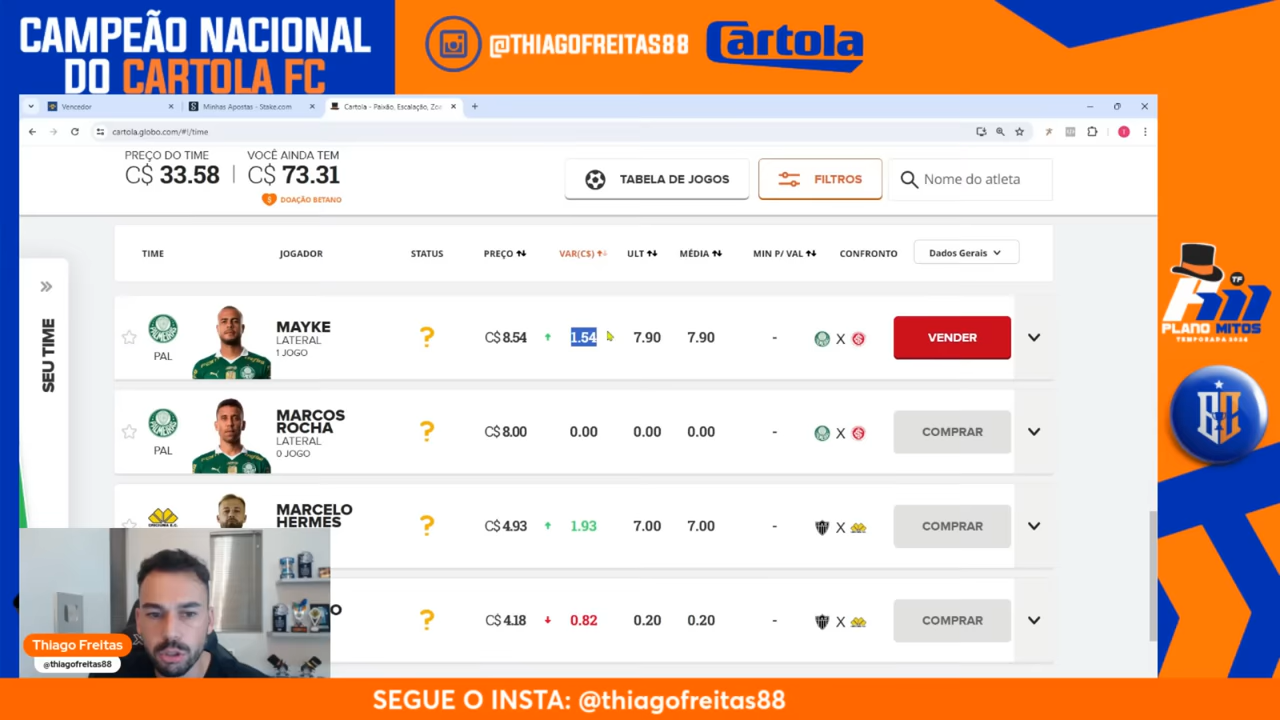 CAMPEÃO NACIONAL
DO CARTOLA FC
@THIAGOFREITAS88
Cartola
Vencedor
Minhas Apostas - Stake.com
Cartola - Paixão, Escalação, Zoa
cartola.globo.com/#!/time
PREÇO DO TIME
C$ 33.58
VOCÊ AINDA TEM
C$ 73.31
DOAÇÃO BETANO
TABELA DE JOGOS
FILTROS
Nome do atleta
TIME JOGADOR STATUS PREÇO VAR(C$) ULT MÉDIA MIN P/ VAL CONFRONTO Dados Gerais
SEU TIME
PAL
MAYKE
LATERAL
1 JOGO
? C$ 8.54 1.54 7.90 7.90 - X VENDER
PAL
MARCOS
ROCHA
LATERAL
0 JOGO
? C$ 8.00 0.00 0.00 0.00 - X COMPRAR
MARCELO
HERMES
? C$ 4.93 1.93 7.00 7.00 - X COMPRAR
O
? C$ 4.18 0.82 0.20 0.20 - X COMPRAR
TF
PLANO MITOS
TEMPORADA 2024
Thiago Freitas
@thiagofreitas88
SEGUE O INSTA: @thiagofreitas88